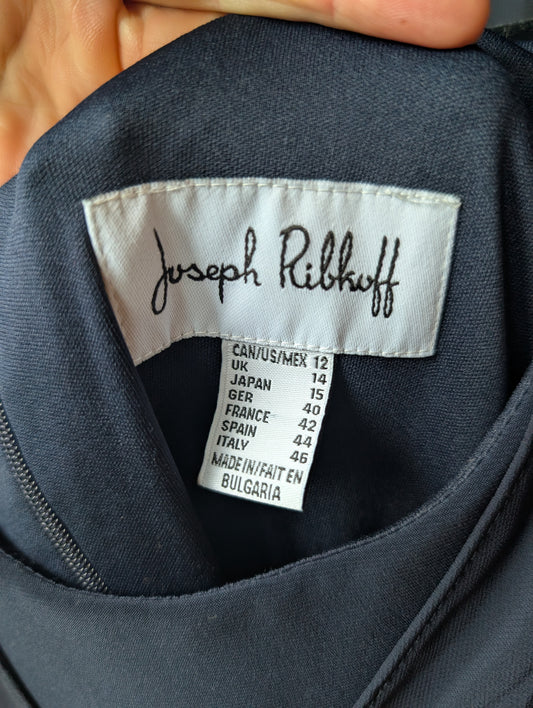 Joseph Ribkoff
CAN/US/MEX 12
UK 14
JAPAN 15
GER 40
FRANCE 42
SPAIN 44
ITALY 46
MADE IN/FAIT EN
BULGARIA